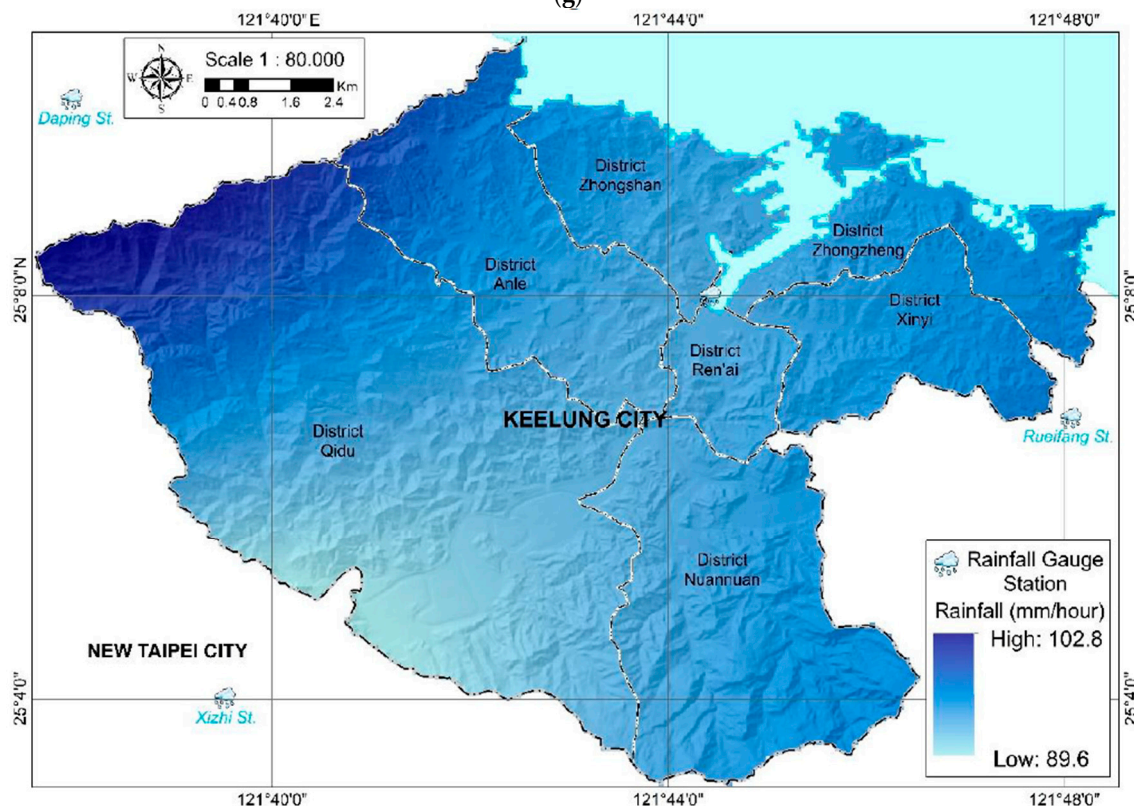 (g)
121°40'0"E
121°44'0"
121°48'0"
N
W
E
S
Scale 1 : 80.000
Km
0 0.4 0.8 1.6 2.4
Daping St.
District
Zhongshan
District
Zhongzheng
District
Anle
25°8'0"N
25°8'0"
District
Xinyi
District
Ren'ai
KEELUNG CITY
District
Qidu
Rueifang St.
District
Nuannuan
Rainfall Gauge
Station
Rainfall (mm/hour)
High: 102.8
Low: 89.6
NEW TAIPEI CITY
Xizhi St.
25°4'0"
25°4'0"
121°40'0"
121°44'0"
121°48'0"